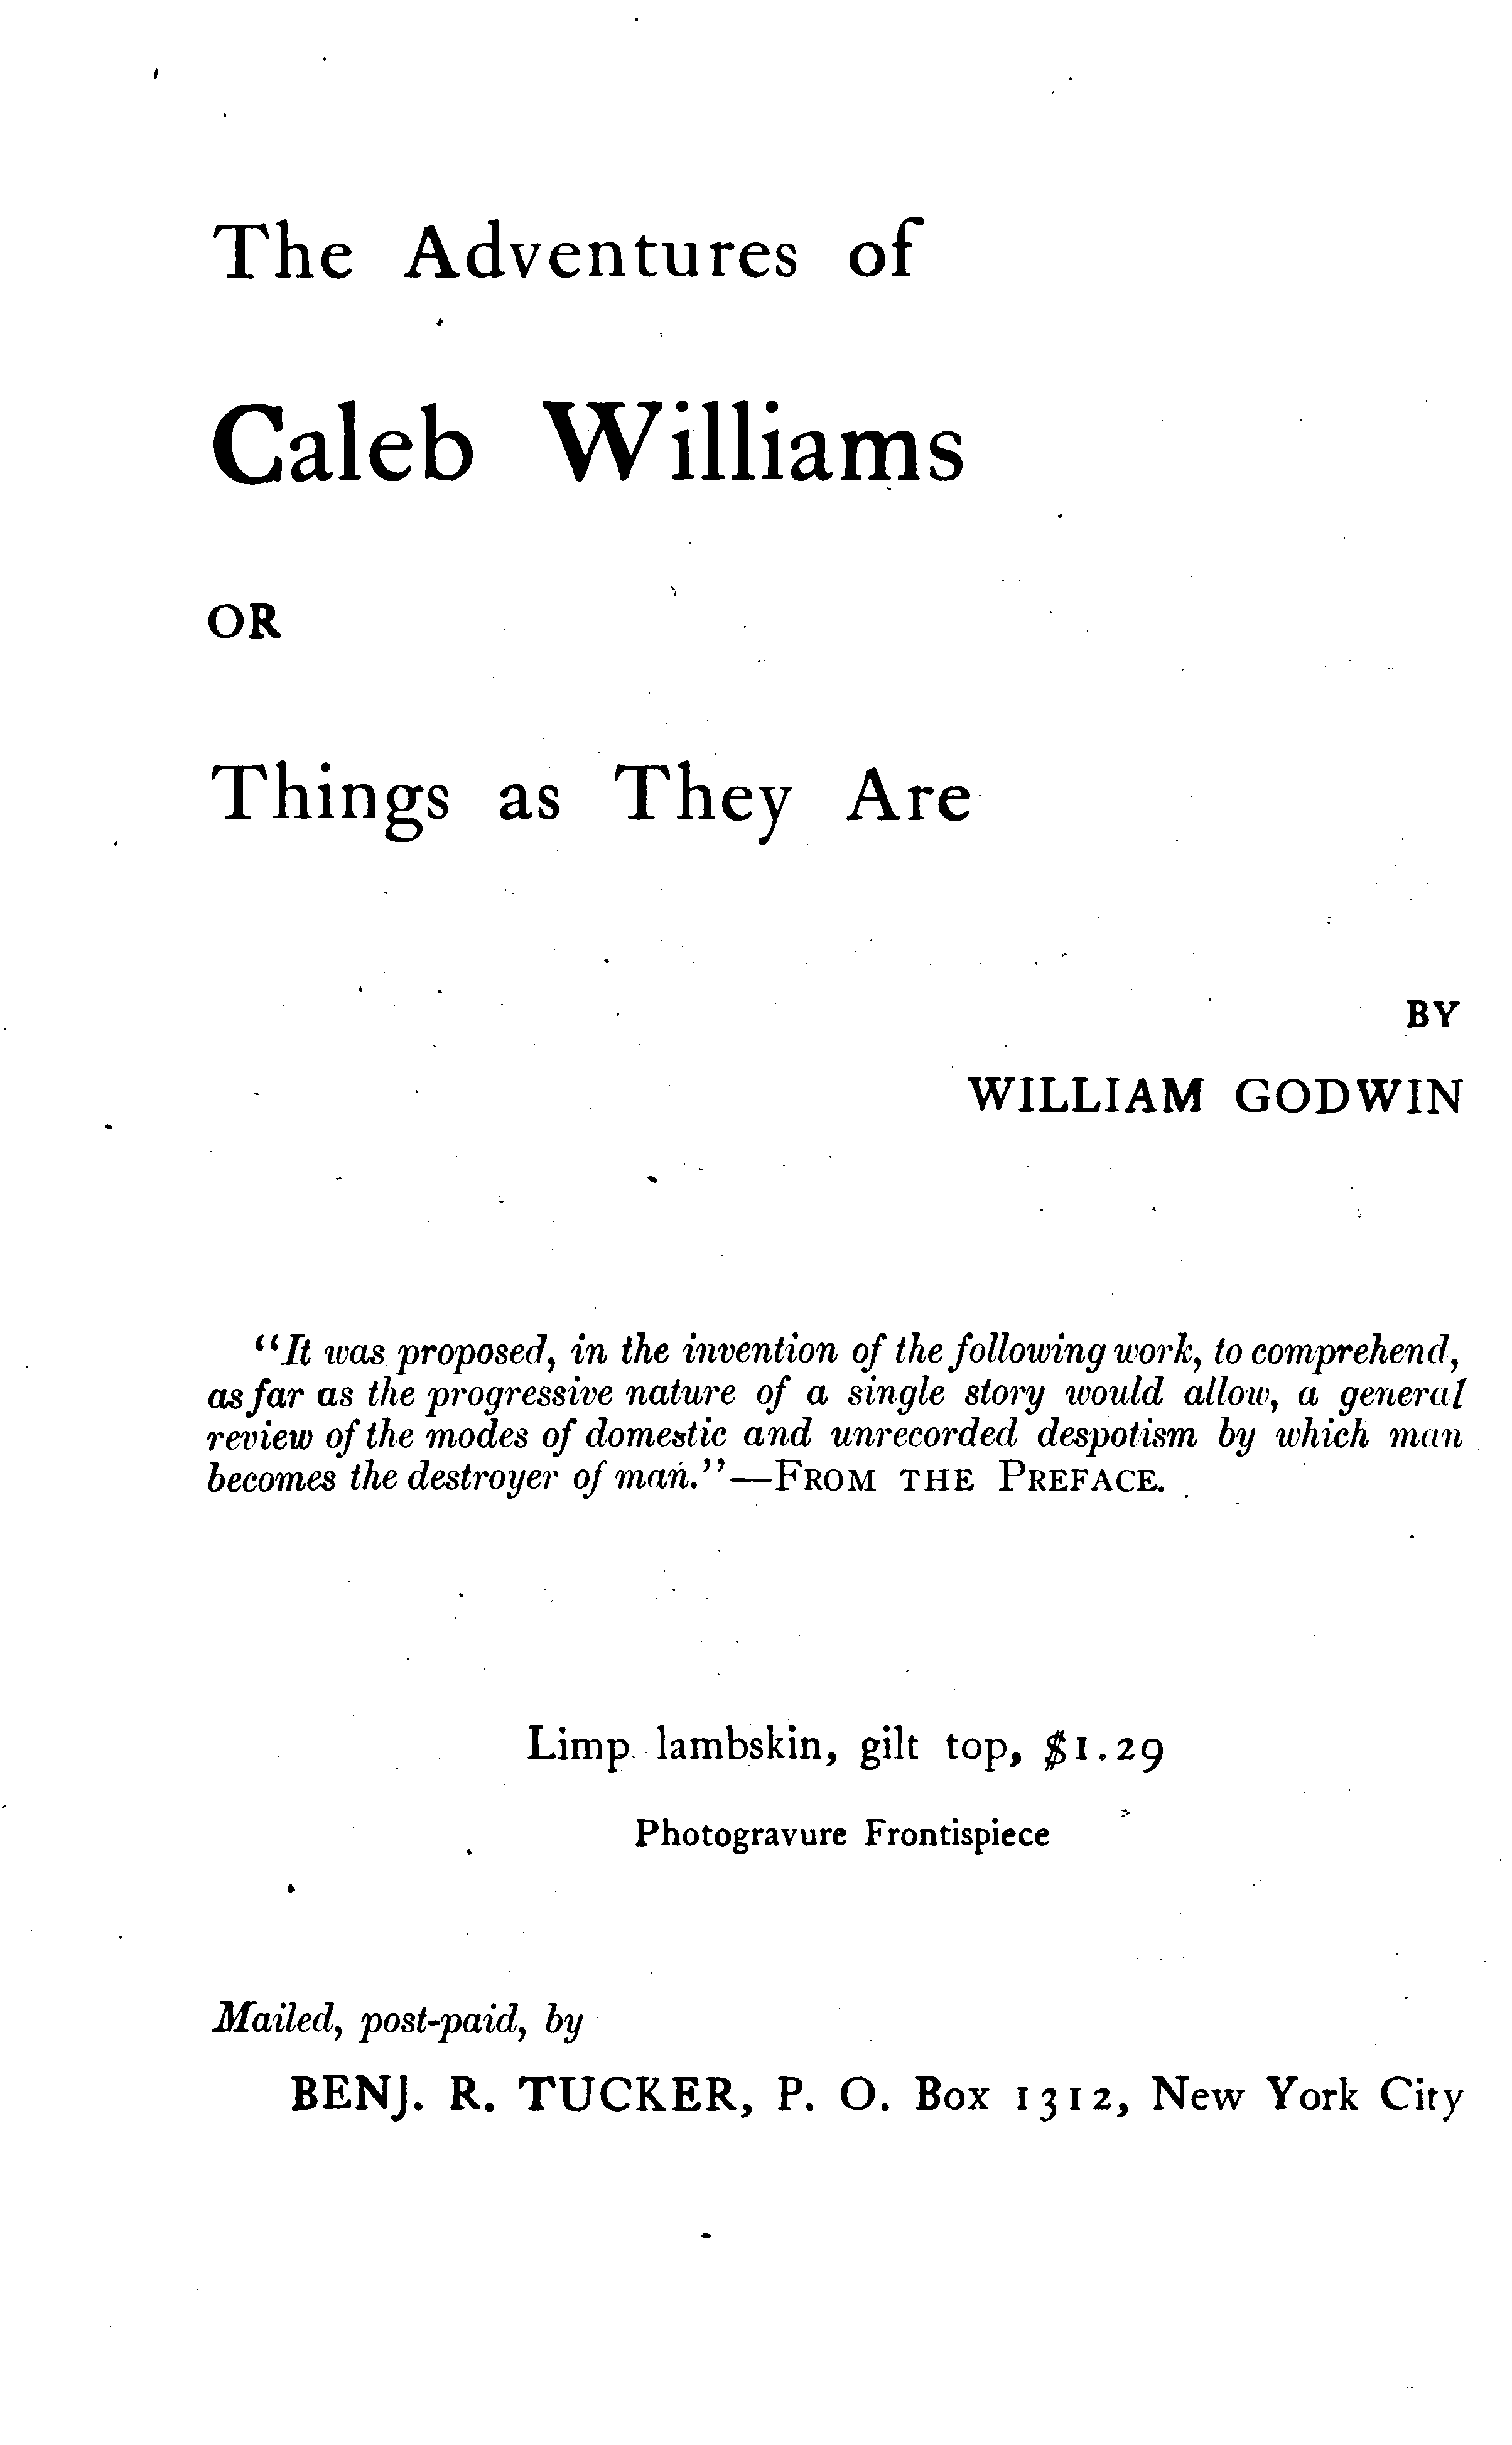 The Adventures of
Caleb Williams
OR
Things as They Are
BY
WILLIAM GODWIN
“It was proposed, in the invention of the following work, to comprehend,
as far as the progressive nature of a single story would allow, a general
review of the modes of domestic and unrecorded despotism by which man
becomes the destroyer of man.”—FROM THE PREFACE.
Limp lambskin, gilt top, $1.29
Photogravure Frontispiece
Mailed, post-paid, by
BENJ. R. TUCKER, P. O. Box 1312, New York City